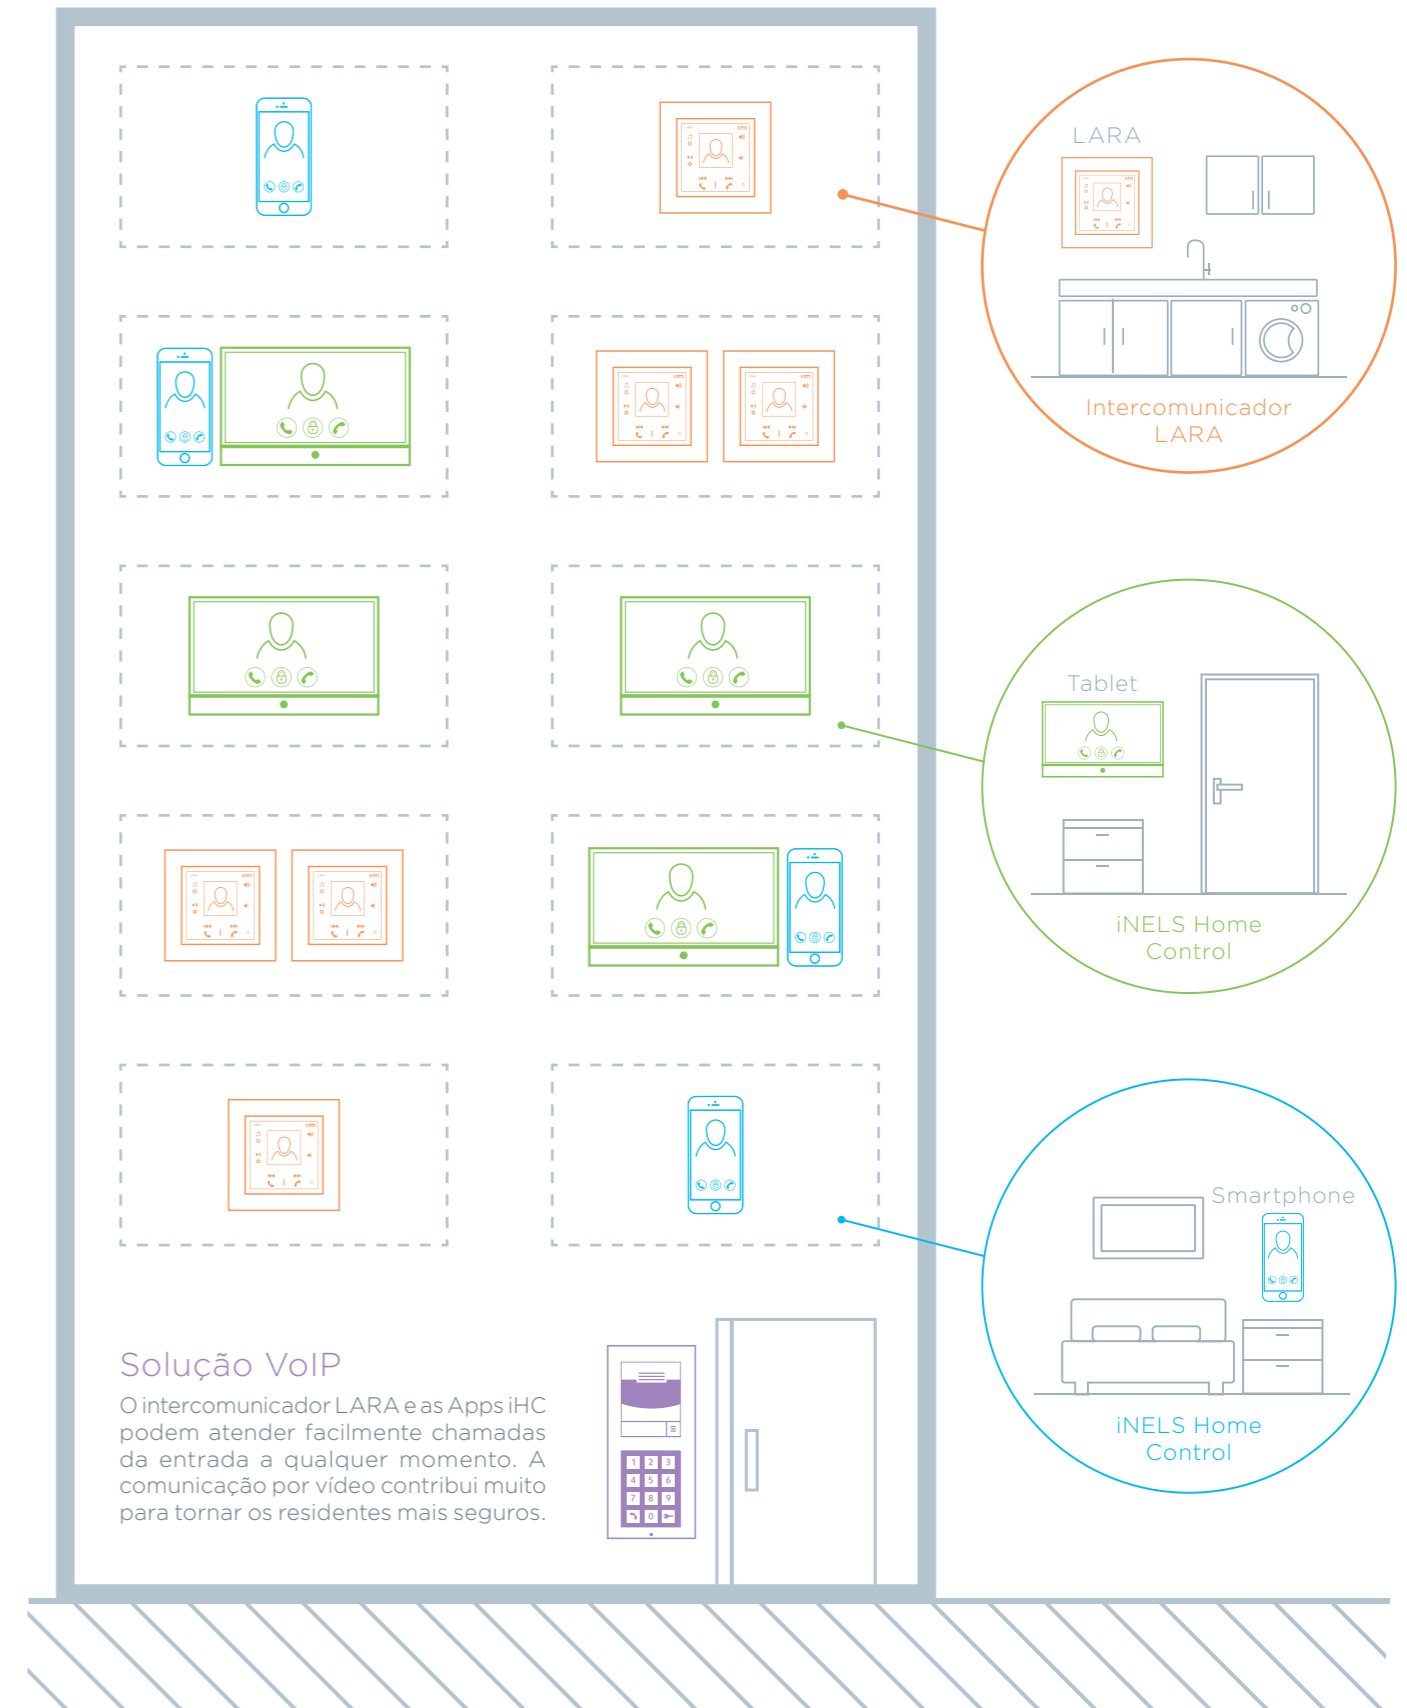 LARA
Intercomunicador
LARA
Tablet
iNELS Home
Control
Smartphone
iNELS Home
Control
Solução VoIP
O intercomunicador LARA e as Apps iHC
podem atender facilmente chamadas
da entrada a qualquer momento. A
comunicação por vídeo contribui muito
para tornar os residentes mais seguros.
1 2 3
4 5 6
7 8 9
0